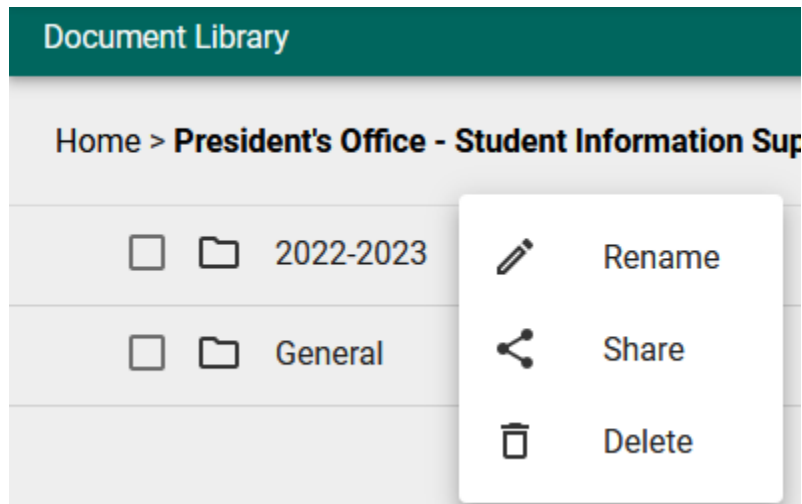 Document Library
Home > President's Office - Student Information Sup
2022-2023
General
Rename
Share
Delete